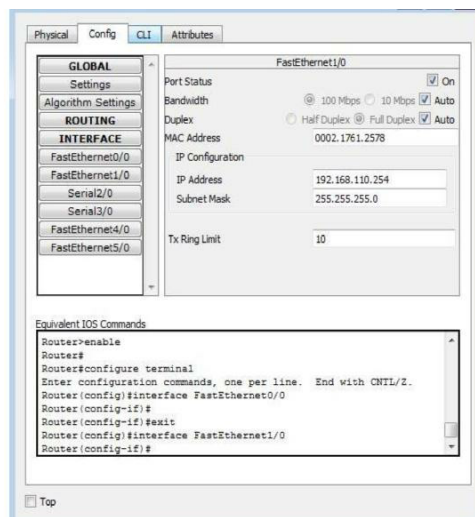 Physical Config CLI Attributes
GLOBAL
Settings
Algorithm Settings
ROUTING
INTERFACE
FastEthernet0/0
FastEthernet1/0
Serial2/0
Serial3/0
FastEthernet4/0
FastEthernet5/0
FastEthernet1/0
Port Status On
Bandwidth 100 Mbps 10 Mbps Auto
Duplex Half Duplex Full Duplex Auto
MAC Address 0002.1761.2578
IP Configuration
IP Address 192.168.110.254
Subnet Mask 255.255.255.0
Tx Ring Limit 10
Equivalent IOS Commands
Router>enable
Router#
Router#configure terminal
Enter configuration commands, one per line. End with CNTL/Z.
Router(config)#interface FastEthernet0/0
Router(config-if)#
Router(config-if)#exit
Router(config)#interface FastEthernet1/0
Router(config-if)#
Top